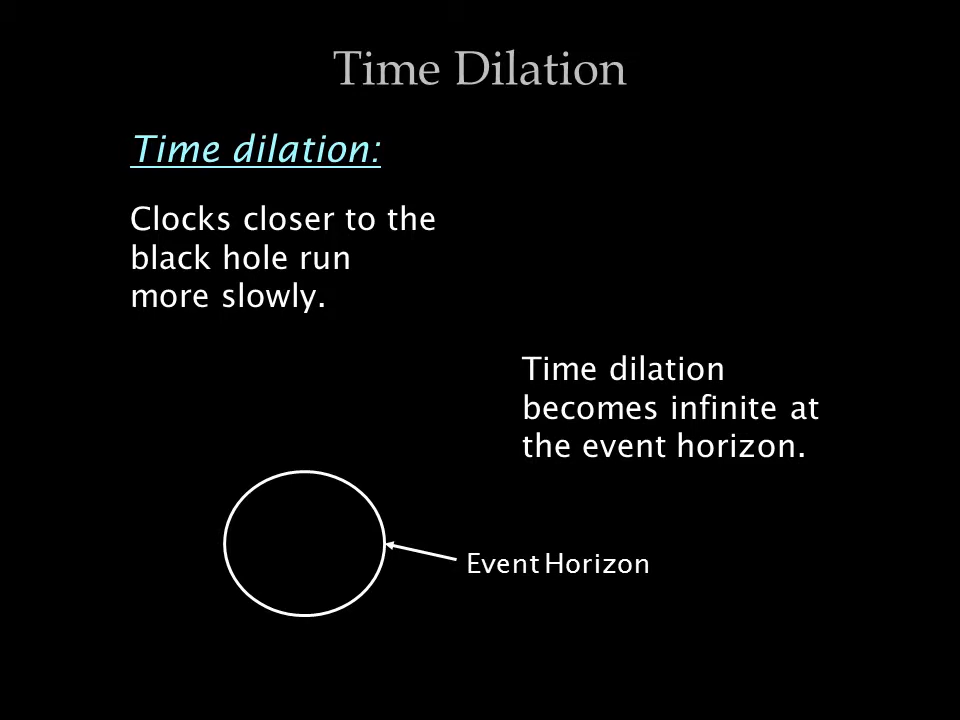 Time Dilation
Time dilation:
Clocks closer to the
black hole run
more slowly.
Time dilation
becomes infinite at
the event horizon.
Event Horizon